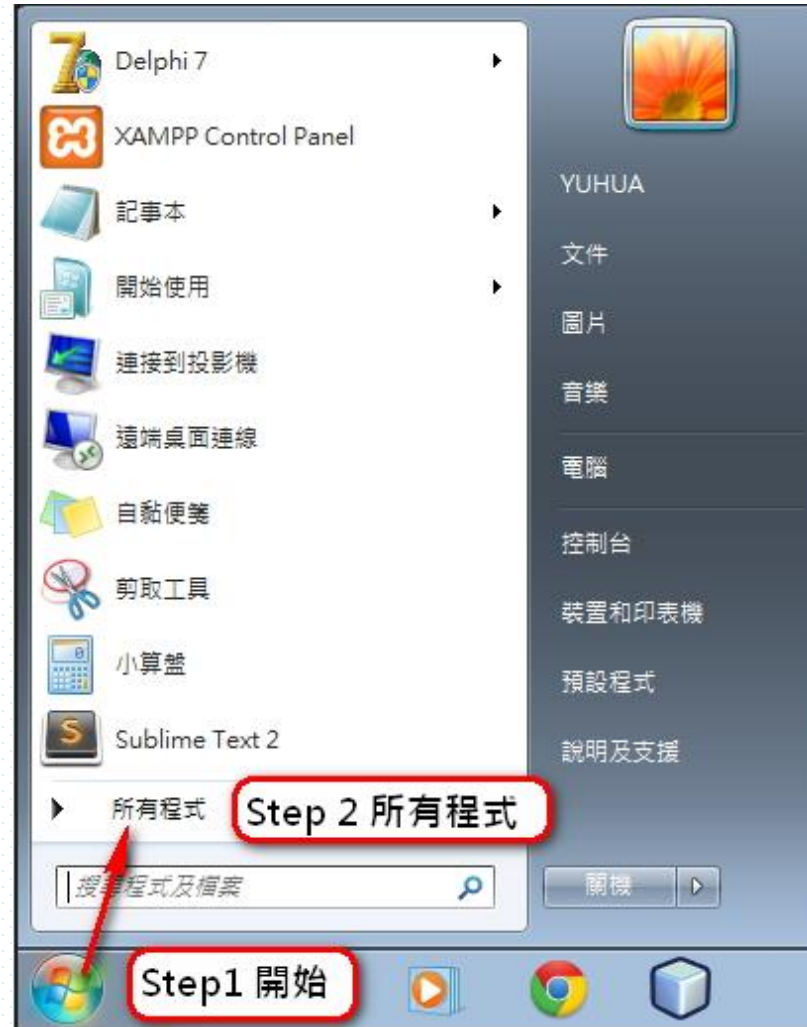 Delphi 7
XAMPP Control Panel
記事本
開始使用
連接到投影機
遠端桌面連線
自黏便箋
剪取工具
小算盤
Sublime Text 2
所有程式
Step 2 所有程式
搜尋程式及檔案
Step1 開始
YUHUA
文件
圖片
音樂
電腦
控制台
裝置和印表機
預設程式
說明及支援
關機